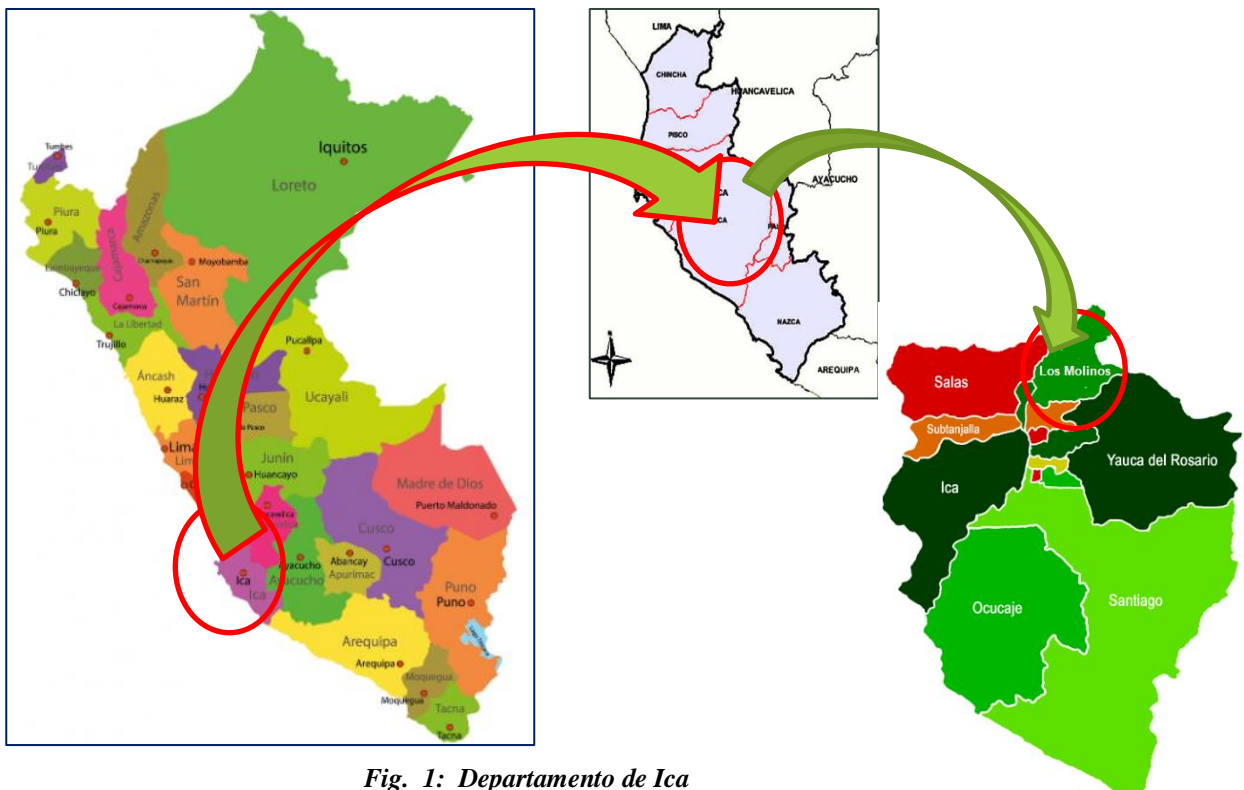 Iquitos
Loreto
Tumbes
Piura
Piura
Amazonas
Cajamarca
Cajamarca
Moyobamba
San
Martín
Chiclayo
La Libertad
Trujillo
Pucallpa
Áncash
Huaraz
Ucayali
Pasco
Lima
Junín
Huancayo
Madre de Dios
Puerto Maldonado
Cusco
Cusco
Ayacucho
Ayacucho
Abancay
Apurímac
Ica
Ica
Puno
Puno
Arequipa
Arequipa
Moquegua
Moquegua
Tacna
Tacna
LIMA
CHINCHA
HUANCAVELICA
PISCO
AYACUCHO
NAZCA
AREQUIPA
Salas
Los Molinos
Subtanjalla
Yauca del Rosario
Ica
Ocucaje
Santiago
Fig. 1: Departamento de Ica